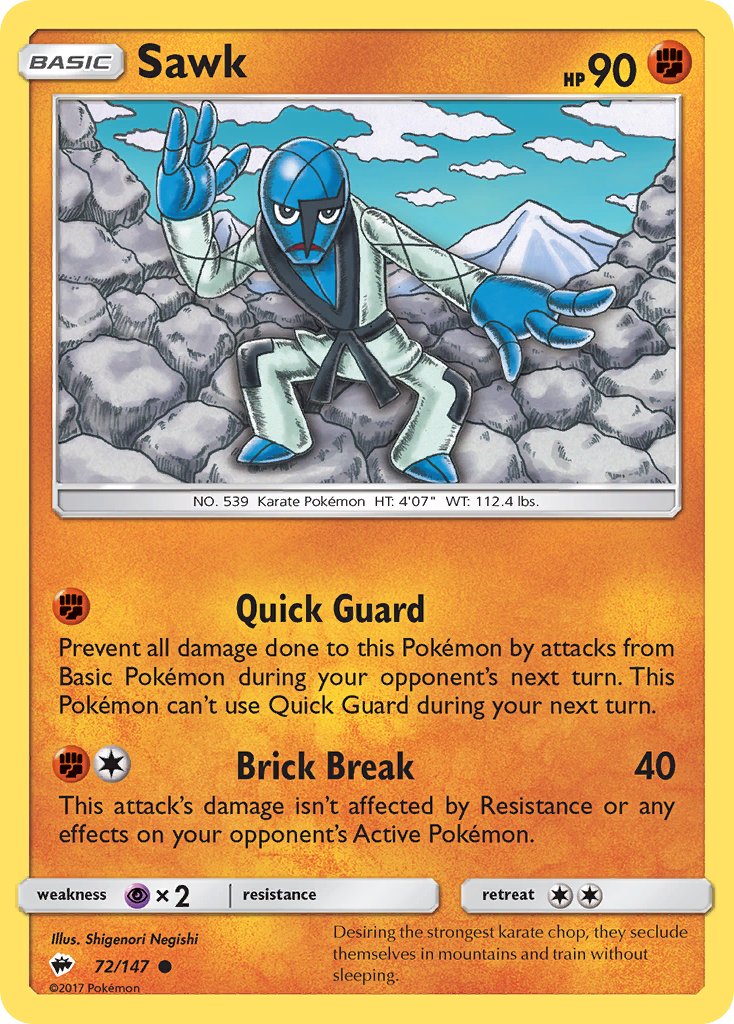 BASIC Sawk HP 90
NO. 539 Karate Pokémon HT: 4'07" WT: 112.4 lbs.
Quick Guard
Prevent all damage done to this Pokémon by attacks from
Basic Pokémon during your opponent's next turn. This
Pokémon can't use Quick Guard during your next turn.
Brick Break 40
This attack's damage isn't affected by Resistance or any
effects on your opponent's Active Pokémon.
weakness × 2 resistance retreat
Illus. Shigenori Negishi
72/147
©2017 Pokémon
Desiring the strongest karate chop, they seclude
themselves in mountains and train without
sleeping.